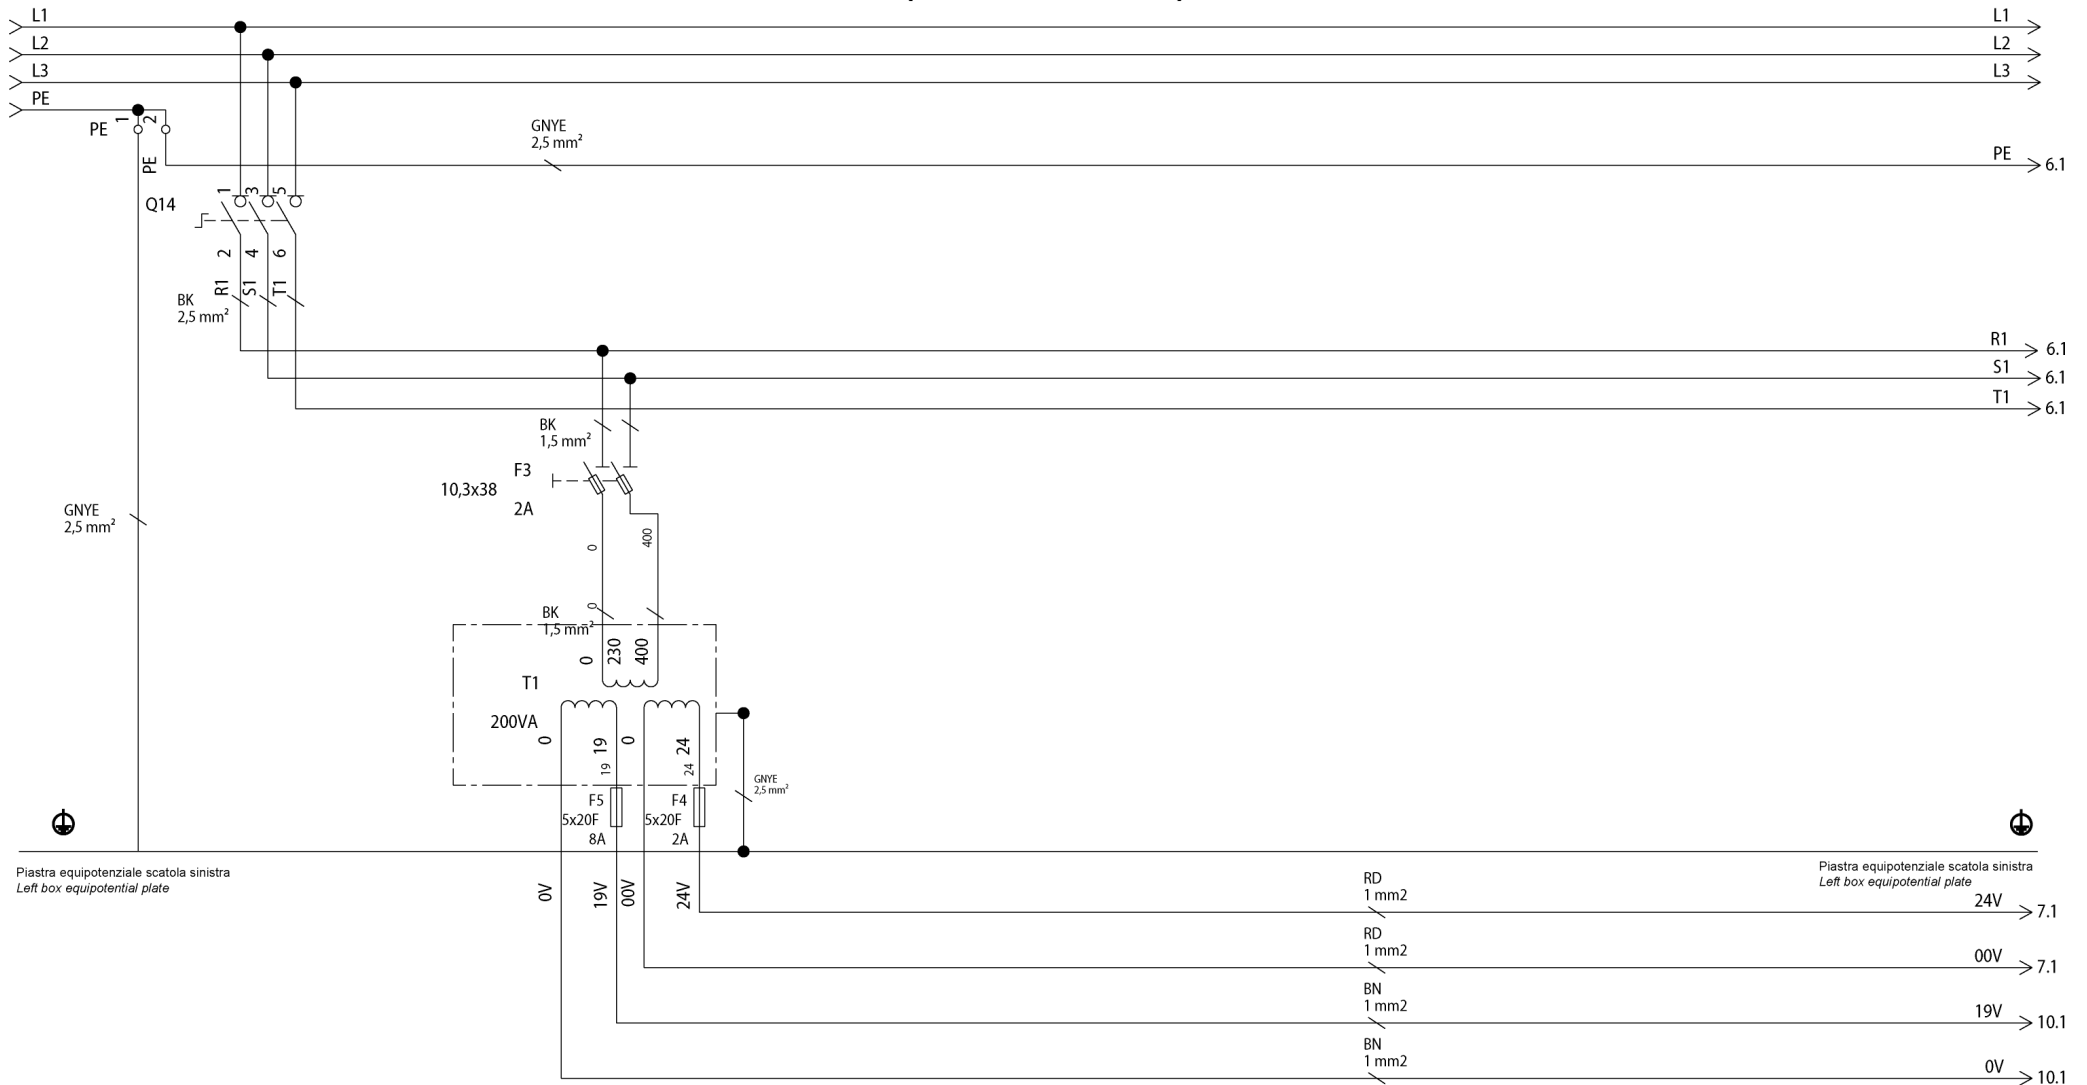 L1
L1
L2
L2
L3
L3
PE
1
2
PE
GNYE
2,5 mm²
PE
PE
6.1
1
3
5
Q14
2
4
6
R1
S1
T1
BK
2,5 mm²
R1
6.1
S1
6.1
T1
6.1
BK
1,5 mm²
F3
10,3x38
2A
GNYE
2,5 mm²
0
400
0
BK
1,5 mm²
0
230
400
T1
200VA
0
19
0
24
19
24
GNYE
2,5 mm²
F5
5x20F
8A
F4
5x20F
2A
Piastra equipotenziale scatola sinistra
Left box equipotential plate
Piastra equipotenziale scatola sinistra
Left box equipotential plate
0V
19V
00V
24V
RD
1 mm2
24V
7.1
RD
1 mm2
00V
7.1
BN
1 mm2
19V
10.1
BN
1 mm2
0V
10.1